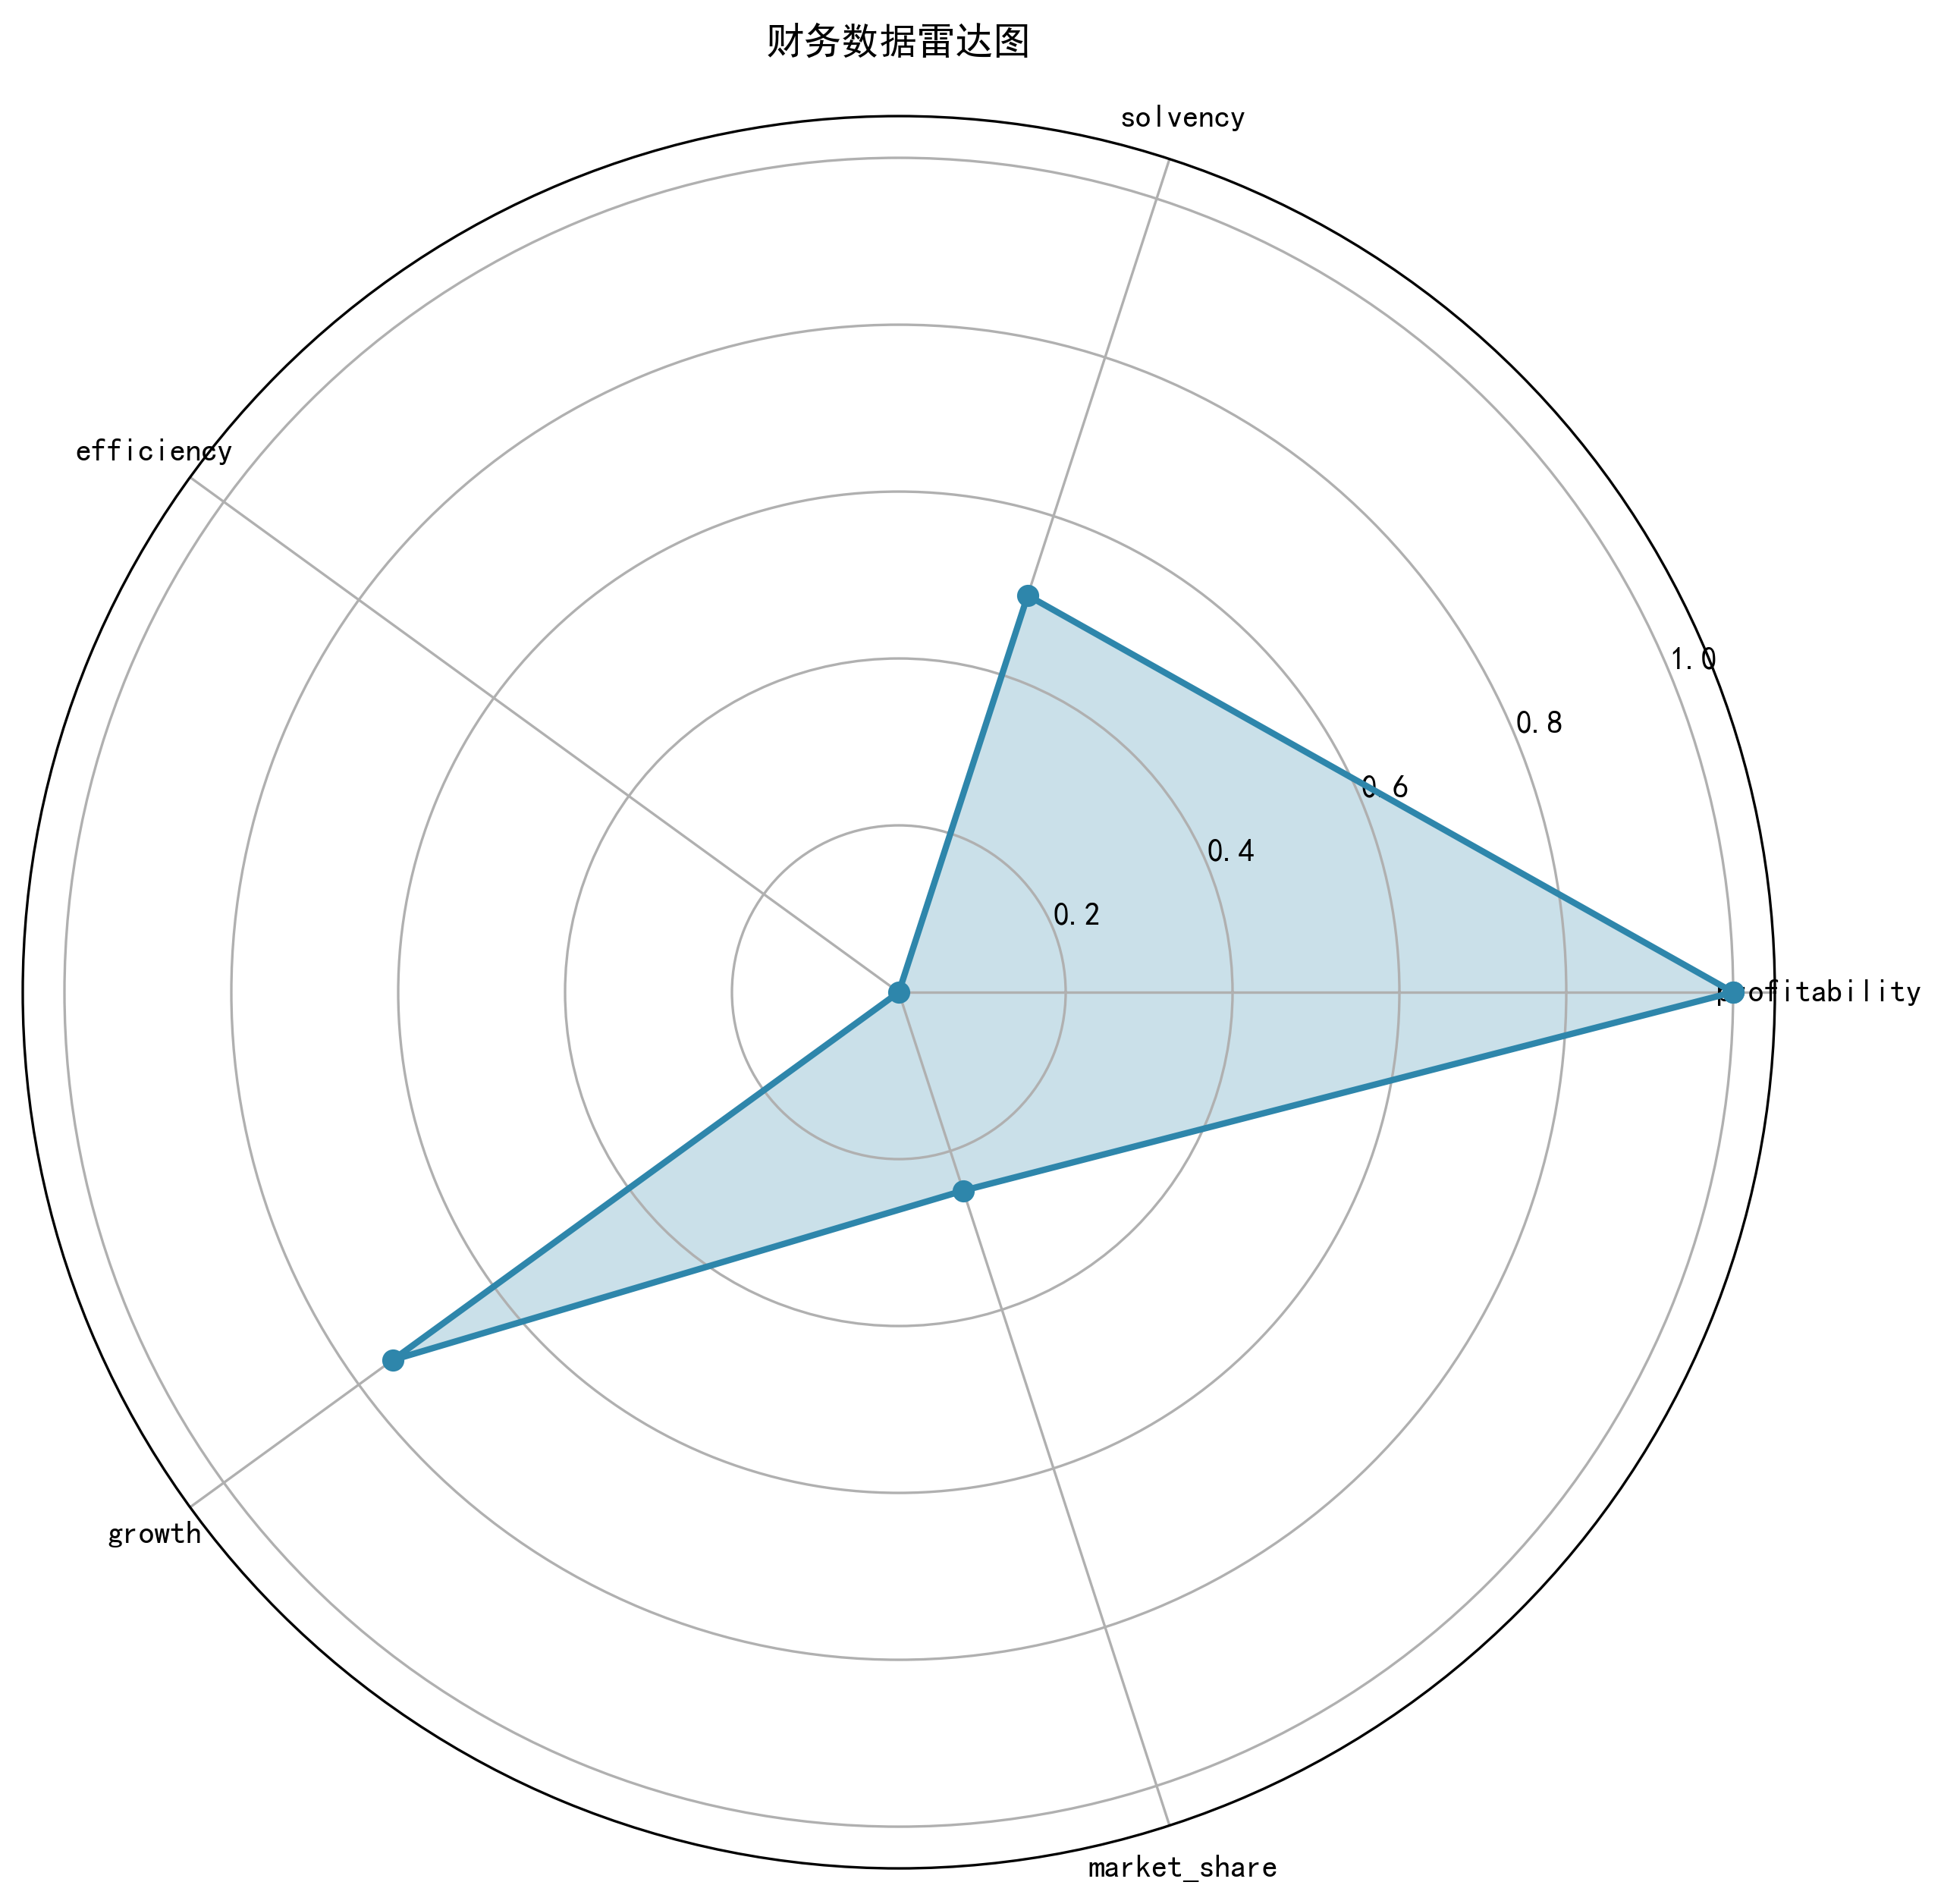 财务数据雷达图
solvency
efficiency
1.0
0.8
0.6
0.4
0.2
profitability
growth
market_share